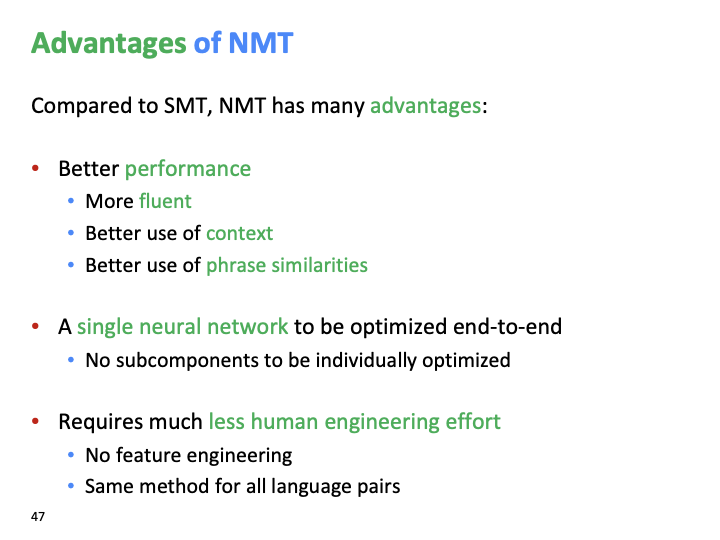 Advantages of NMT
Compared to SMT, NMT has many advantages:
• Better performance
• More fluent
• Better use of context
• Better use of phrase similarities
• A single neural network to be optimized end-to-end
• No subcomponents to be individually optimized
• Requires much less human engineering effort
• No feature engineering
• Same method for all language pairs
47